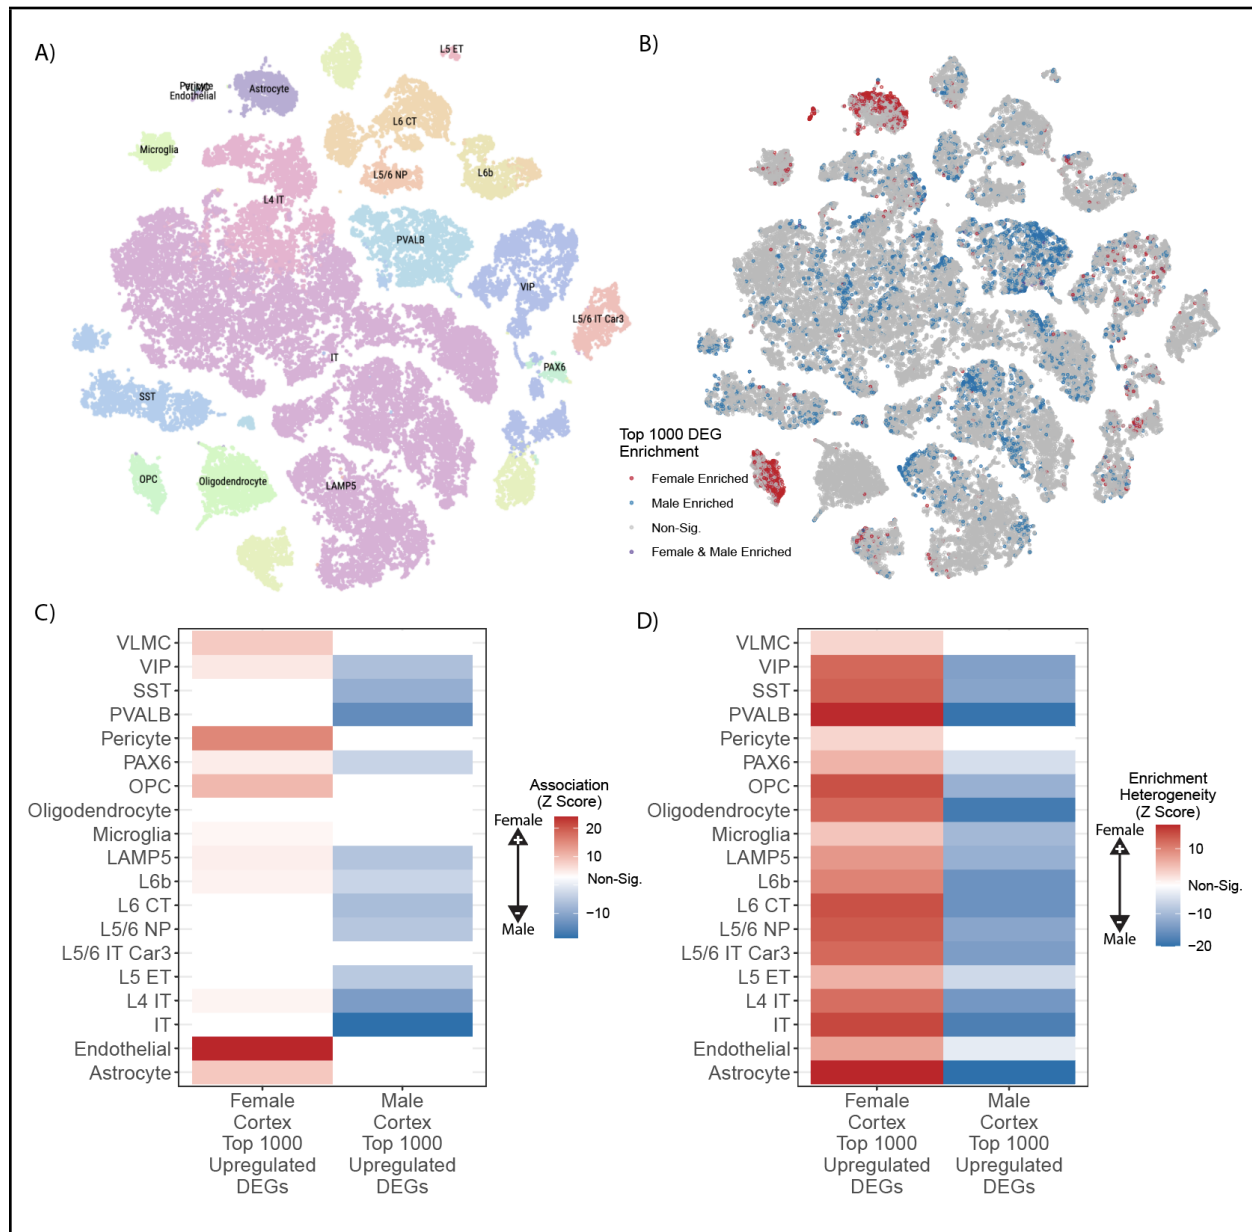 A)
L5 ET
Pericyte
VLMC
Endothelial
Astrocyte
L6 CT
Microglia
L5/6 NP
L6b
L4 IT
PVALB
VIP
L5/6 IT Car3
IT
PAX6
SST
OPC
Oligodendrocyte
LAMP5
B)
Top 1000 DEG
Enrichment
Female Enriched
Male Enriched
Non-Sig.
Female & Male Enriched
C)
VLMC
VIP
SST
PVALB
Pericyte
PAX6
OPC
Oligodendrocyte
Microglia
LAMP5
L6b
L6 CT
L5/6 NP
L5/6 IT Car3
L5 ET
L4 IT
IT
Endothelial
Astrocyte
Female
Cortex
Top 1000
Upregulated
DEGs
Male
Cortex
Top 1000
Upregulated
DEGs
Association
(Z Score)
Female
+
20
10
Non-Sig.
−10
-
Male
D)
VLMC
VIP
SST
PVALB
Pericyte
PAX6
OPC
Oligodendrocyte
Microglia
LAMP5
L6b
L6 CT
L5/6 NP
L5/6 IT Car3
L5 ET
L4 IT
IT
Endothelial
Astrocyte
Female
Cortex
Top 1000
Upregulated
DEGs
Male
Cortex
Top 1000
Upregulated
DEGs
Enrichment
Heterogeneity
(Z Score)
Female
+
10
Non-Sig.
−10
-
Male
−20